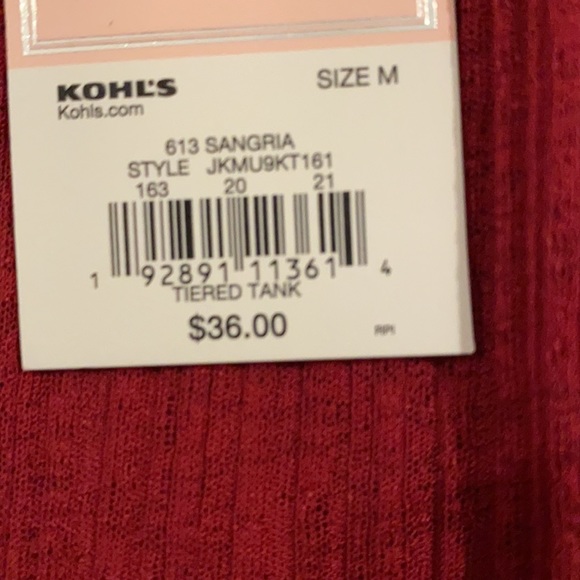 KOHL'S
Kohls.com
SIZE M
613 SANGRIA
STYLE JKMU9KT161
163 20 21
1 92891 11361 4
TIERED TANK
$36.00
RPI